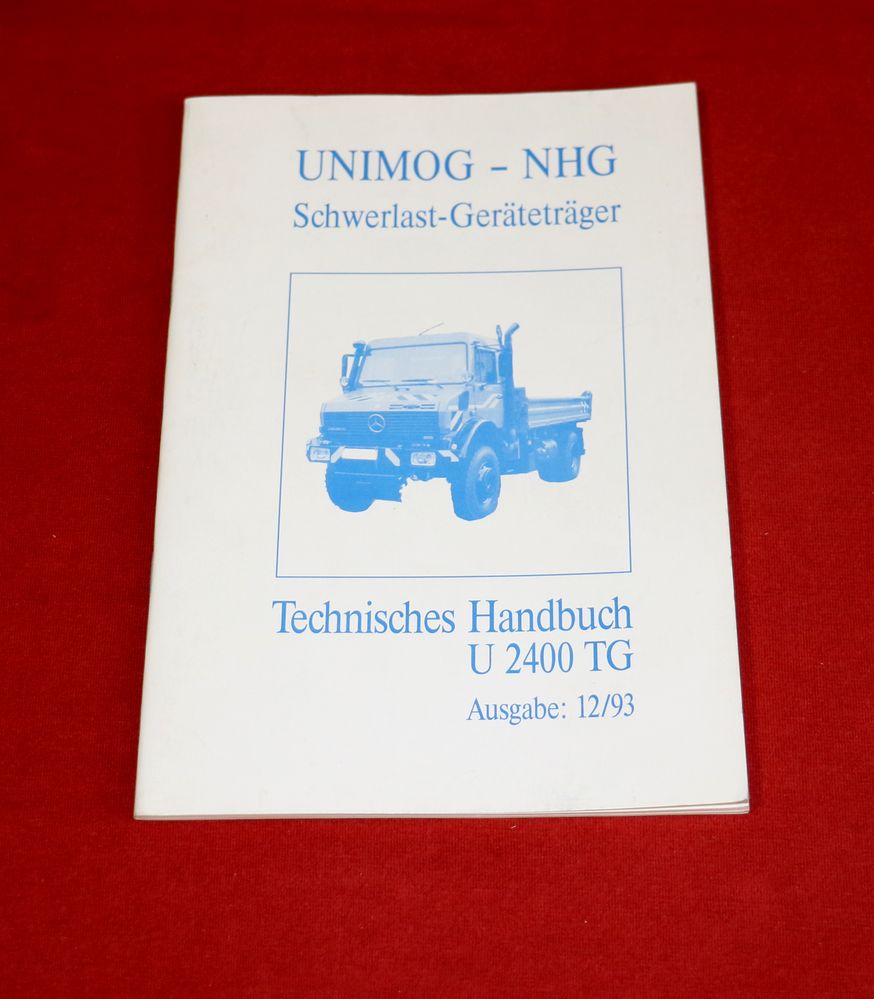 UNIMOG – NHG
Schwerlast-Geräteträger
Technisches Handbuch
U 2400 TG
Ausgabe: 12/93